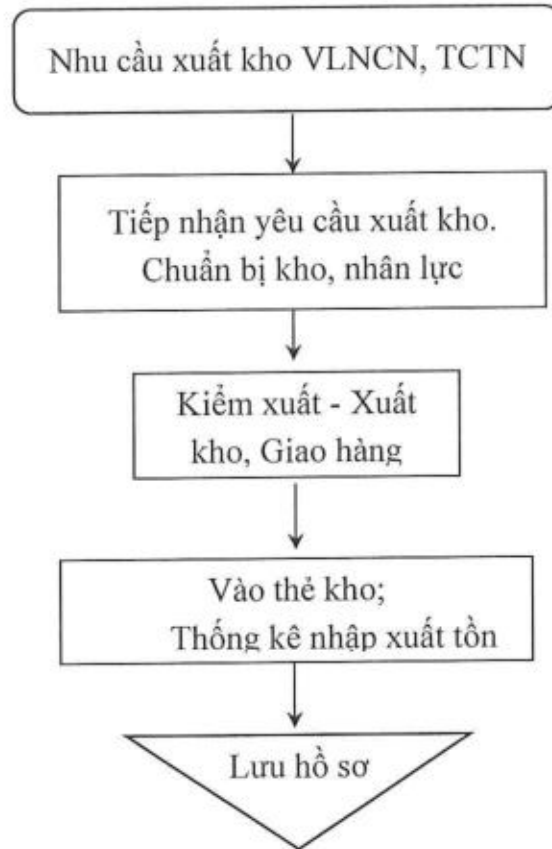 Nhu cầu xuất kho VLNCN, TCTN
Tiếp nhận yêu cầu xuất kho.
Chuẩn bị kho, nhân lực
Kiểm xuất - Xuất
kho, Giao hàng
Vào thẻ kho;
Thống kê nhập xuất tồn
Lưu hồ sơ